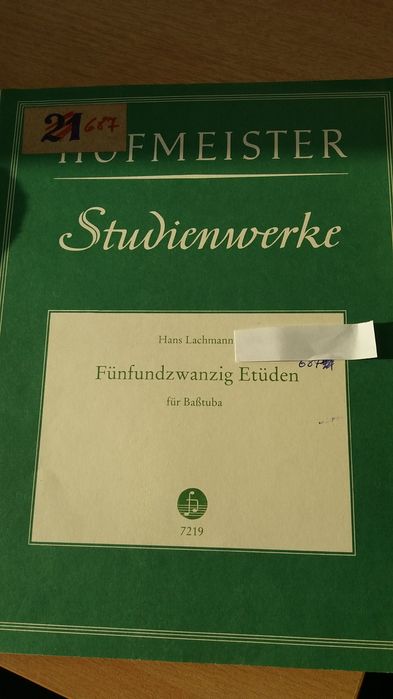 21 687
HOFMEISTER
Studienwerke
Hans Lachmann
Fünfundzwanzig Etüden
für Baßtuba
7219